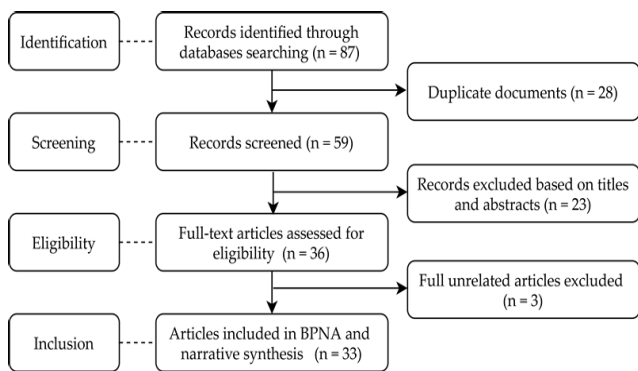 Identification
Records identified through
databases searching (n = 87)
Duplicate documents (n = 28)
Screening
Records screened (n = 59)
Records excluded based on titles
and abstracts (n = 23)
Eligibility
Full-text articles assessed for
eligibility (n = 36)
Full unrelated articles excluded
(n = 3)
Inclusion
Articles included in BPNA and
narrative synthesis (n = 33)